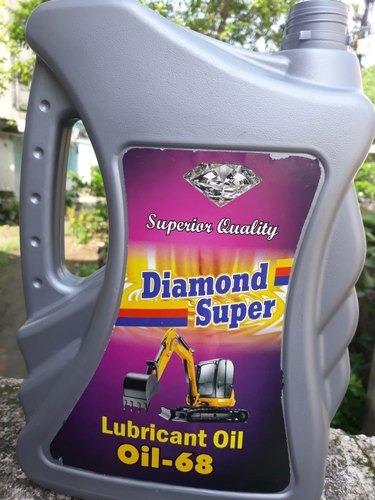 Superior Quality
Diamond
Super
Lubricant Oil
Oil-68